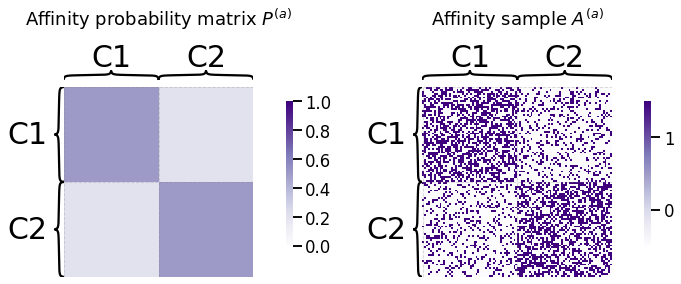 Affinity probability matrix P^(a)
C1 C2
C1
C2
1.0
0.8
0.6
0.4
0.2
0.0
Affinity sample A^(a)
C1 C2
C1
C2
1
0